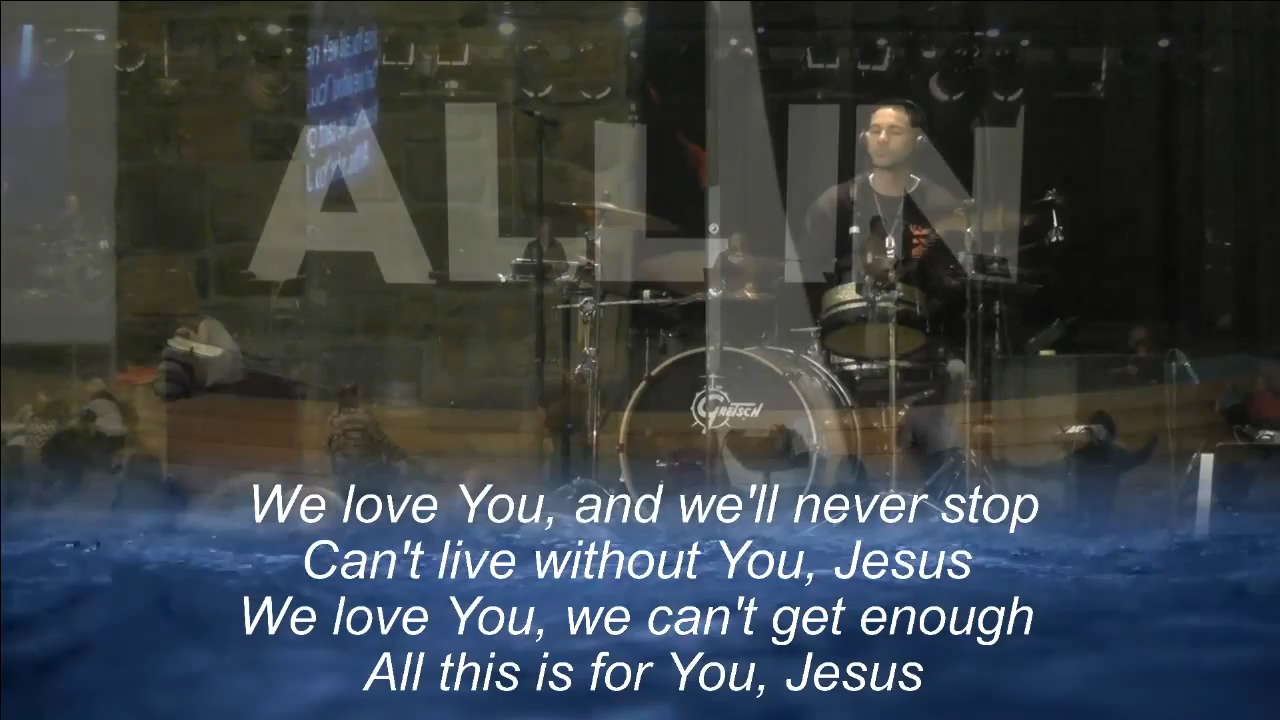 ALL IN
GRETSCH
We love You, and we'll never stop
Can't live without You, Jesus
We love You, we can't get enough
All this is for You, Jesus